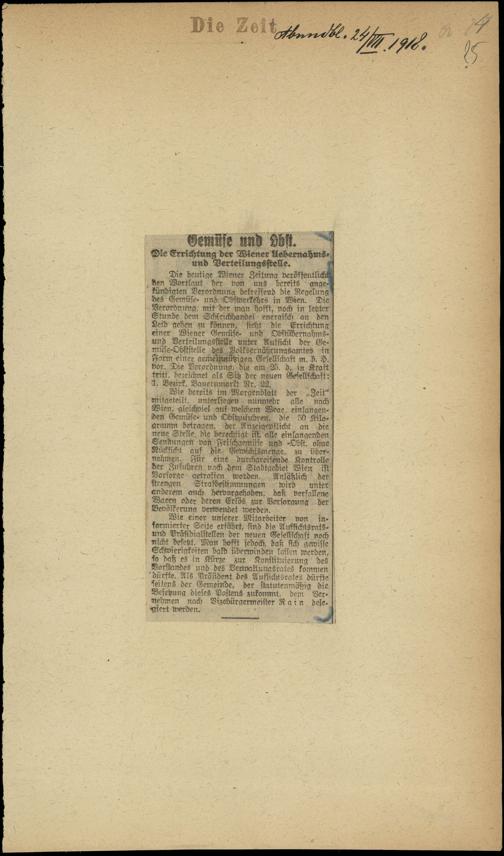 Die Zeit
Abendbl. 24/VII. 1918.
25
Gemüse und Obst.
Die Errichtung der Wiener Uebernahms-
und Verteilungsstelle.
Die heutige Wiener Zeitung veröffentlicht
den Wortlaut der von uns bereits ange-
kündigten Verordnung betreffend die Regelung
des Gemüse- und Obstverkehrs in Wien. Die
Verordnung, mit der man hofft, noch in letzter
Stunde dem Schleichhandel energisch an den
Leib gehen zu können, sieht die Errichtung
einer Wiener Gemüse- und Obstübernahms-
und Verteilungsstelle unter Aufsicht der Ge-
müse-Obststelle des Volksernährungsamtes in
Form einer gemeinnützigen Gesellschaft m. b. H.
vor. Die Verordnung, die am 25. d. in Kraft
tritt, bezeichnet als Sitz der neuen Gesellschaft:
1. Bezirk, Bauernmarkt Nr. 22.
Wie bereits im Morgenblatt der „Zeit"
mitgeteilt, unterliegen nunmehr alle nach
Wien, gleichviel auf welchem Wege, einlangen-
den Gemüse- und Obstzufuhren, die 50 Kilo-
gramm betragen, der Anzeigepflicht an die
neue Stelle, die berechtigt ist, alle einlangenden
Sendungen von Frischgemüse und -Obst ohne
Rücksicht auf die Gewichtsmenge, zu über-
nehmen. Für eine durchgreifende Kontrolle
der Zufuhren nach dem Stadtgebiet Wien ist
Vorsorge getroffen worden. Anläßlich der
strengen Strafbestimmungen wird unter
anderem auch hervorgehoben, daß verfallene
Waren oder deren Erlös zur Versorgung der
Bevölkerung verwendet werden.
Wie einer unserer Mitarbeiter von in-
formierter Seite erfährt, sind die Aufsichtsrats-
und Präsidialstellen der neuen Gesellschaft noch
nicht besetzt. Man hofft jedoch, daß sich gewisse
Schwierigkeiten bald überwinden lassen werden,
so daß es in Kürze zur Konstituierung des
Vorstandes und des Verwaltungsrates kommen
dürfte. Als Präsident des Aufsichtsrates dürfte
seitens der Gemeinde, der statutenmäßig die
Besetzung dieses Postens zukommt, dem Ver-
nehmen nach Vizebürgermeister Rain dele-
giert werden.